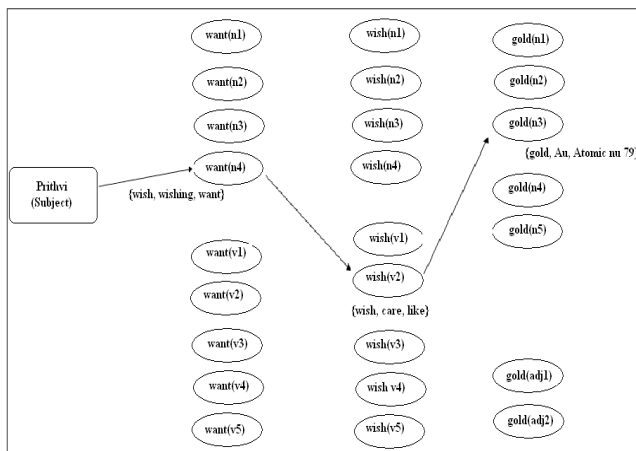 want(n1)
want(n2)
want(n3)
want(n4)
Prithvi
(Subject)
{wish, wishing, want}
want(v1)
want(v2)
want(v3)
want(v4)
want(v5)
wish(n1)
wish(n2)
wish(n3)
wish(n4)
wish(v1)
wish(v2)
{wish, care, like}
wish(v3)
wish v4)
wish(v5)
gold(n1)
gold(n2)
gold(n3)
{gold, Au, Atomic nu 79}
gold(n4)
gold(n5)
gold(adj1)
gold(adj2)